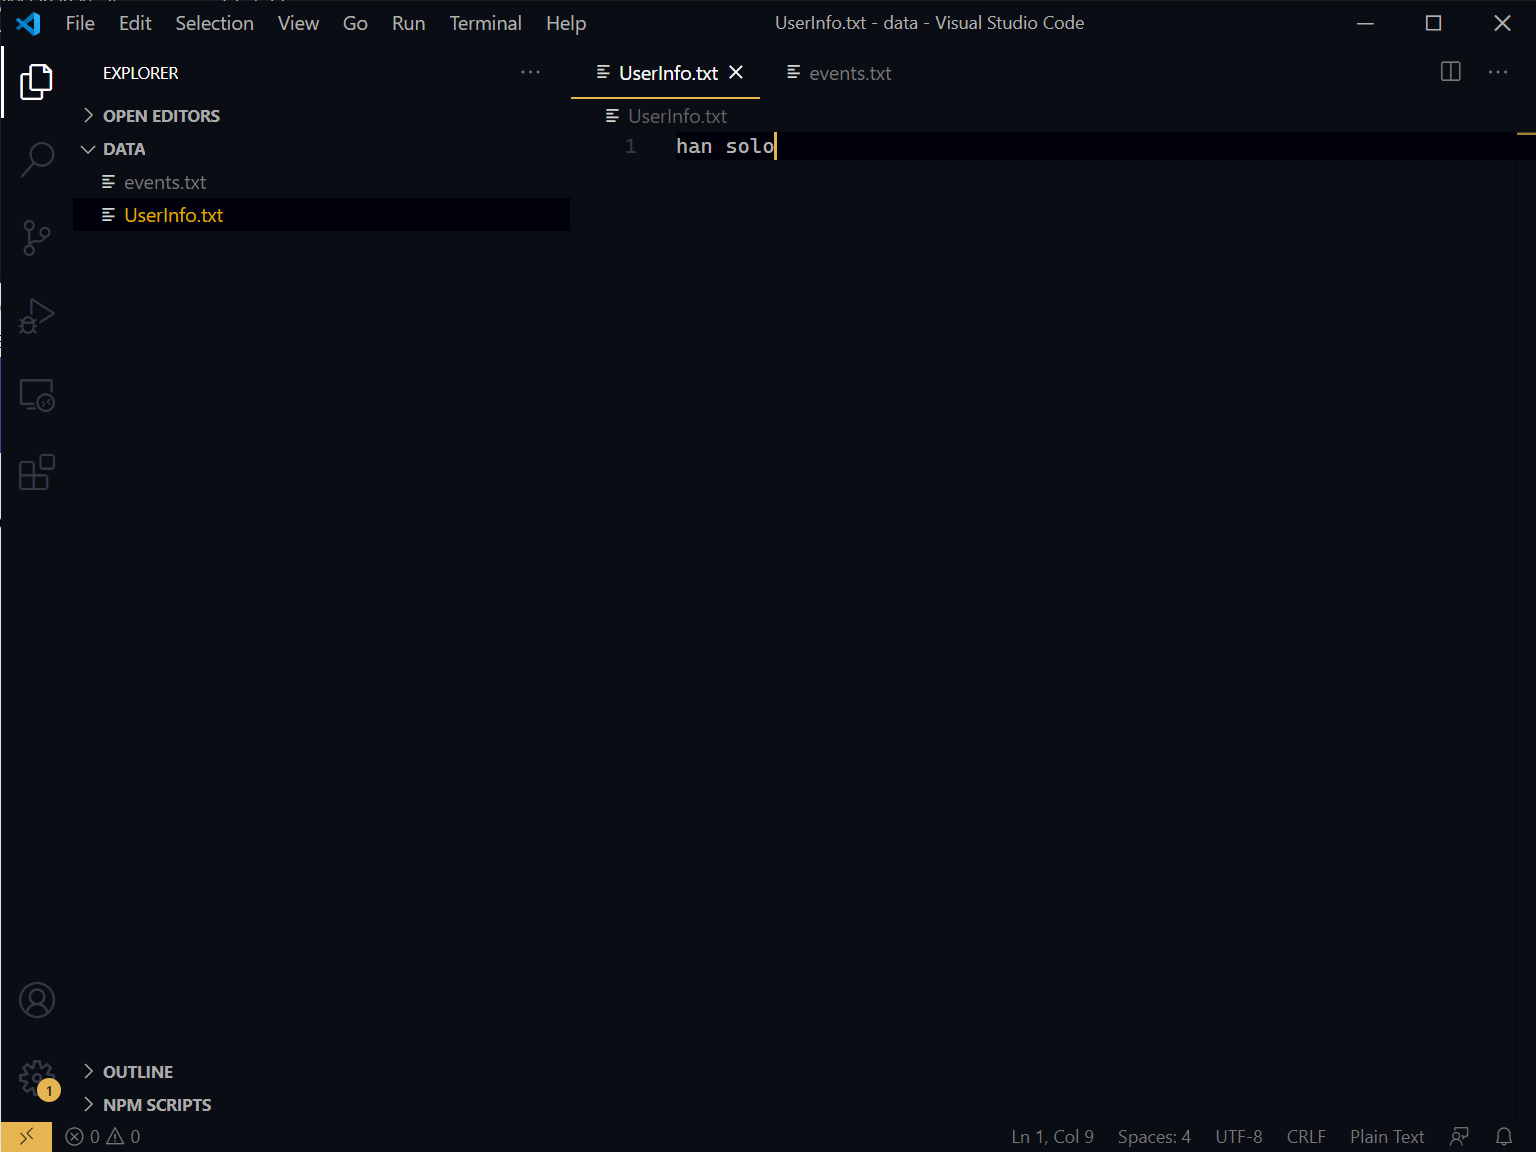 File Edit Selection View Go Run Terminal Help UserInfo.txt - data - Visual Studio Code
EXPLORER
UserInfo.txt events.txt
OPEN EDITORS
UserInfo.txt
DATA
1 han solo
events.txt
UserInfo.txt
OUTLINE
1
NPM SCRIPTS
0 0 Ln 1, Col 9 Spaces: 4 UTF-8 CRLF Plain Text